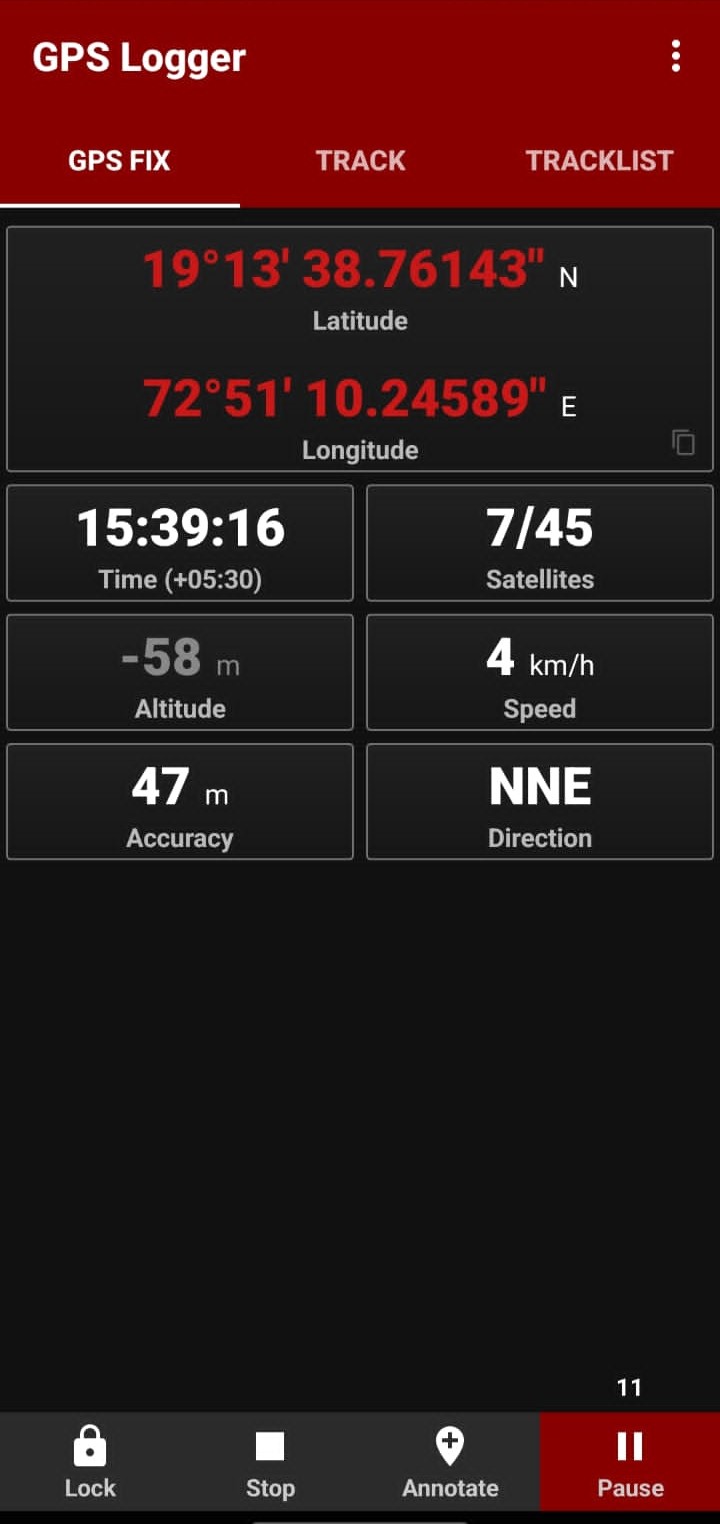 GPS Logger
GPS FIX TRACK TRACKLIST
19°13' 38.76143" N
Latitude
72°51' 10.24589" E
Longitude
15:39:16
Time (+05:30)
7/45
Satellites
-58 m
Altitude
4 km/h
Speed
47 m
Accuracy
NNE
Direction
11
Lock Stop Annotate Pause